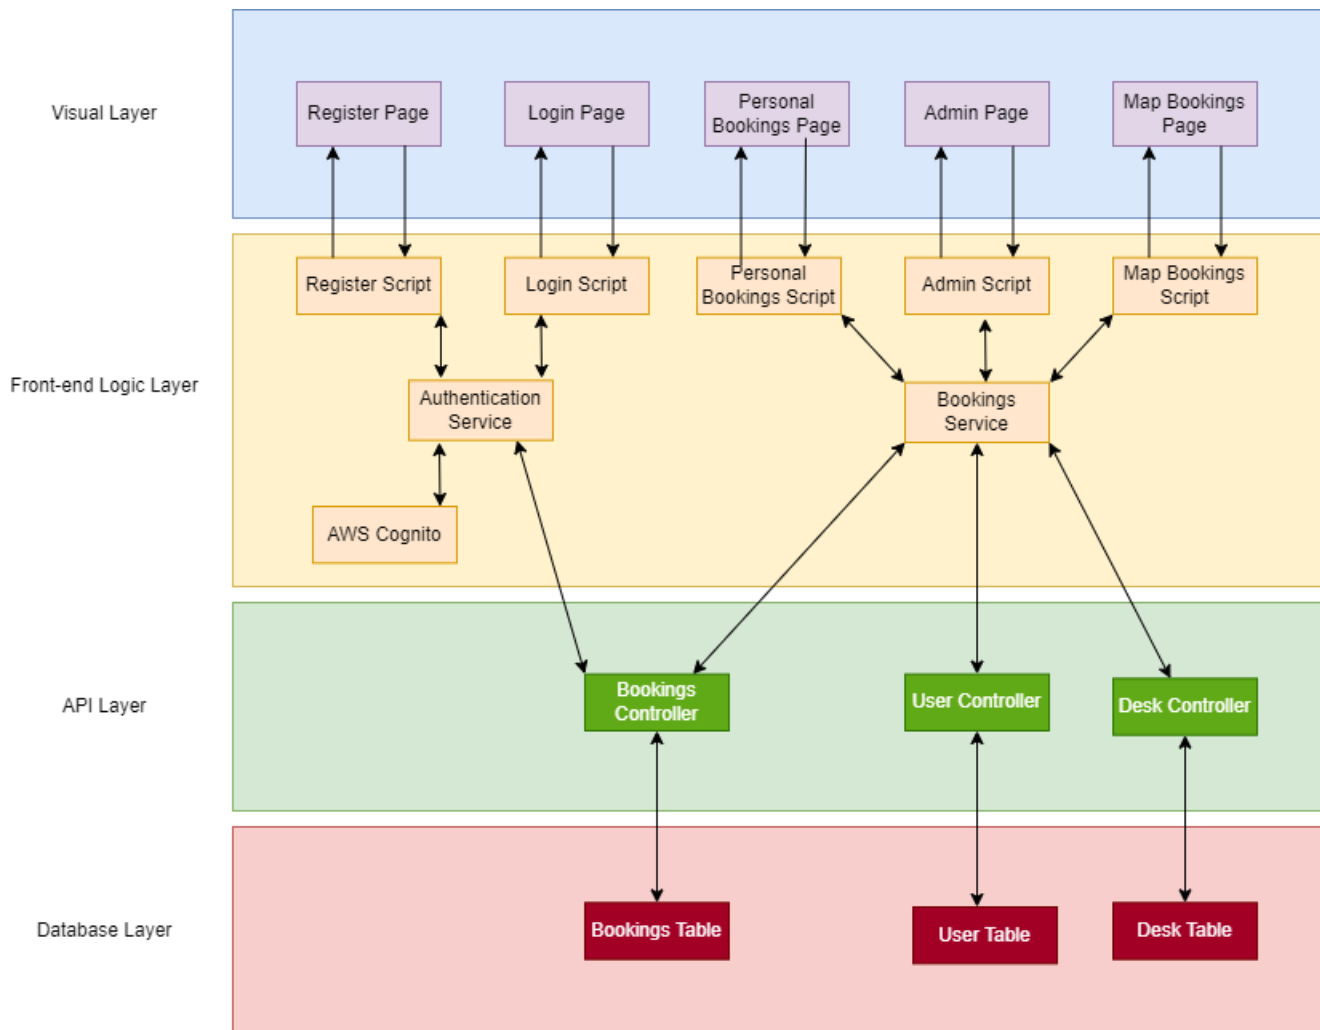 Visual Layer
Register Page
Login Page
Personal
Bookings Page
Admin Page
Map Bookings
Page
Front-end Logic Layer
Register Script
Login Script
Personal
Bookings Script
Admin Script
Map Bookings
Script
Authentication
Service
Bookings
Service
AWS Cognito
API Layer
Bookings
Controller
User Controller
Desk Controller
Database Layer
Bookings Table
User Table
Desk Table